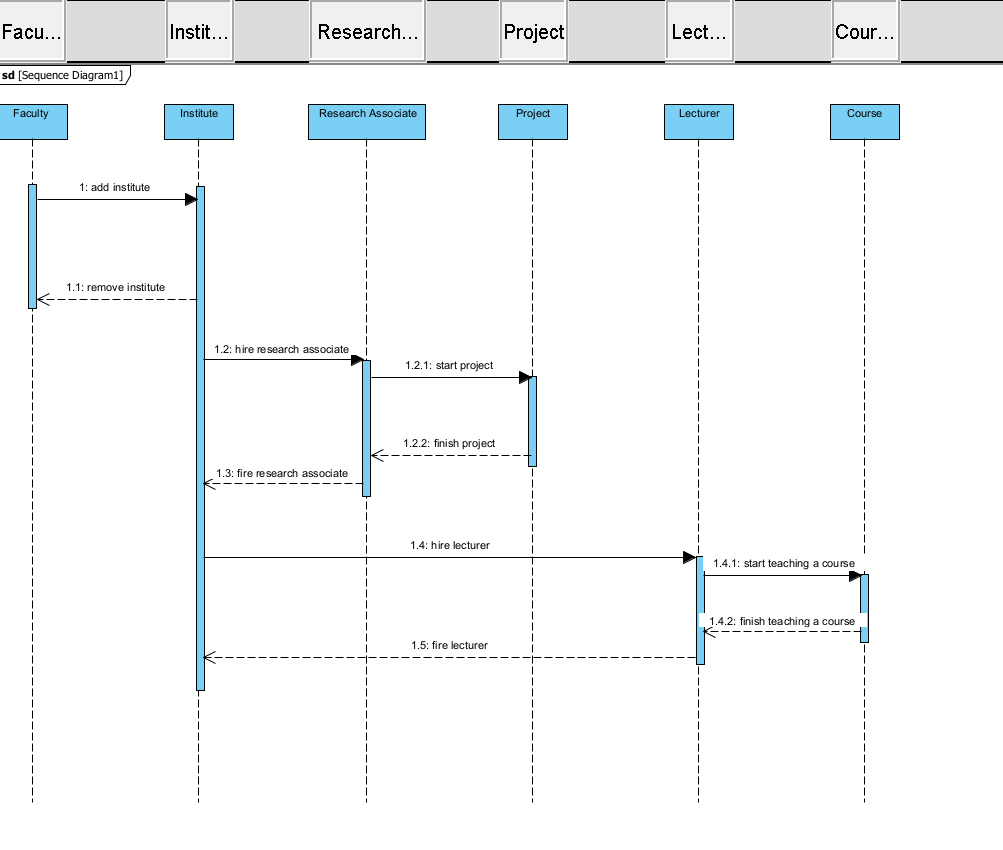 Facu... Instit... Research... Project Lect... Cour...
sd [Sequence Diagram1]
Faculty Institute Research Associate Project Lecturer Course
1: add institute
1.1: remove institute
1.2: hire research associate
1.2.1: start project
1.2.2: finish project
1.3: fire research associate
1.4: hire lecturer
1.4.1: start teaching a course
1.4.2: finish teaching a course
1.5: fire lecturer